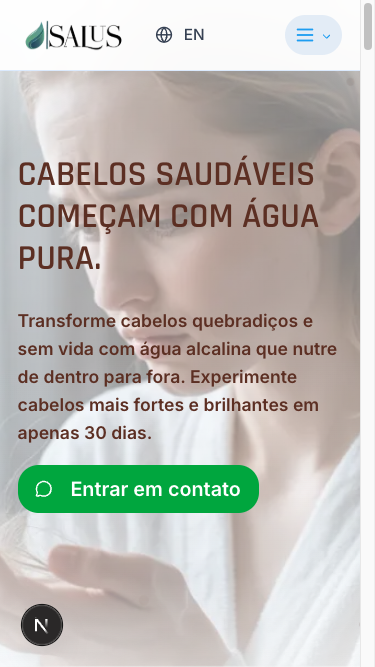 SALUS
EN
CABELOS SAUDÁVEIS
COMEÇAM COM ÁGUA
PURA.
Transforme cabelos quebradiços e
sem vida com água alcalina que nutre
de dentro para fora. Experimente
cabelos mais fortes e brilhantes em
apenas 30 dias.
Entrar em contato
N